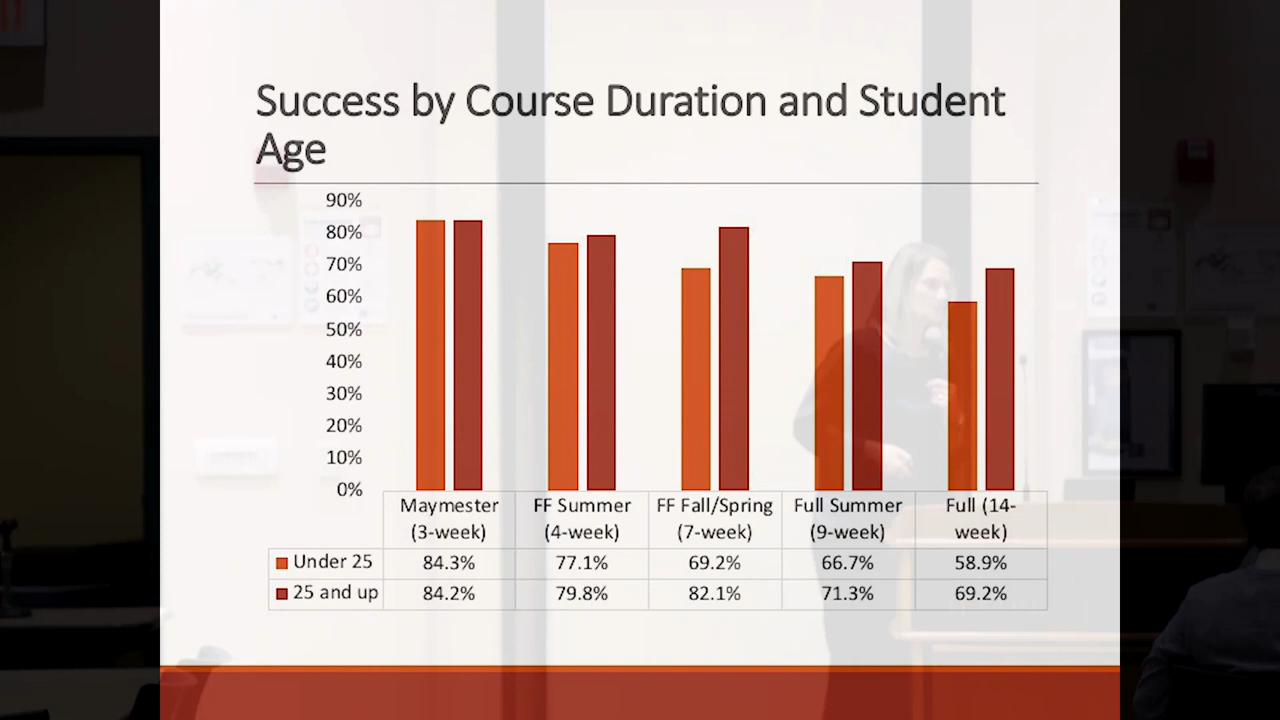 Success by Course Duration and Student
Age
90%
80%
70%
60%
50%
40%
30%
20%
10%
0%
Maymester FF Summer FF Fall/Spring Full Summer Full (14-
(3-week) (4-week) (7-week) (9-week) week)
Under 25 84.3% 77.1% 69.2% 66.7% 58.9%
25 and up 84.2% 79.8% 82.1% 71.3% 69.2%